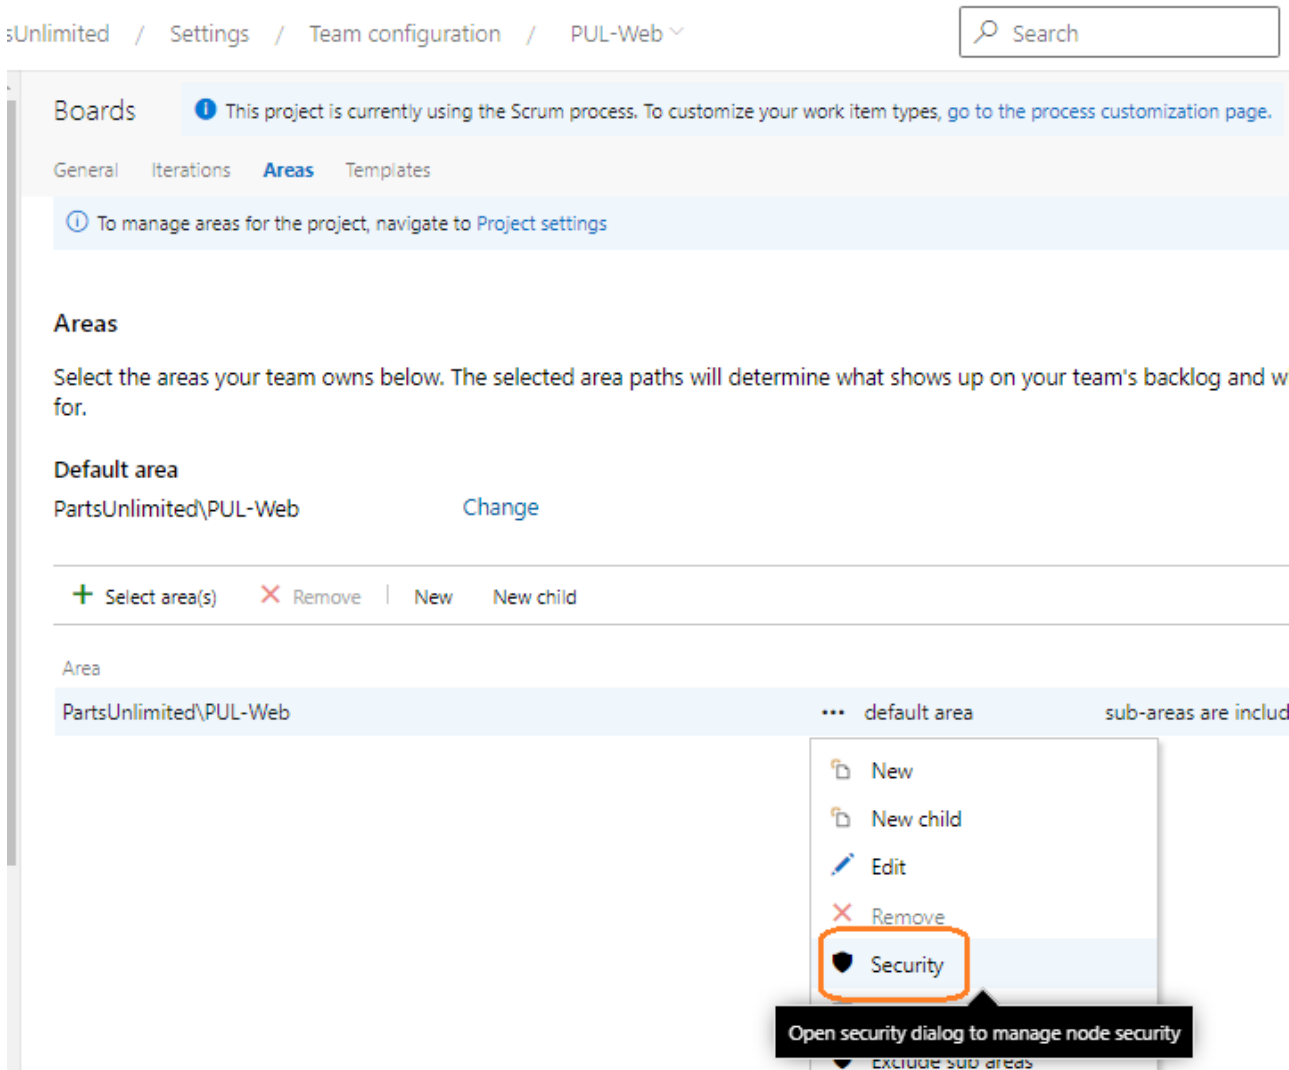 sUnlimited / Settings / Team configuration / PUL-Web
Search
Boards
This project is currently using the Scrum process. To customize your work item types, go to the process customization page.
General Iterations Areas Templates
To manage areas for the project, navigate to Project settings
Areas
Select the areas your team owns below. The selected area paths will determine what shows up on your team's backlog and w
for.
Default area
PartsUnlimited\PUL-Web Change
Select area(s) Remove New New child
Area
PartsUnlimited\PUL-Web ••• default area sub-areas are includ
New
New child
Edit
Remove
Security
Open security dialog to manage node security
Exclude sub areas